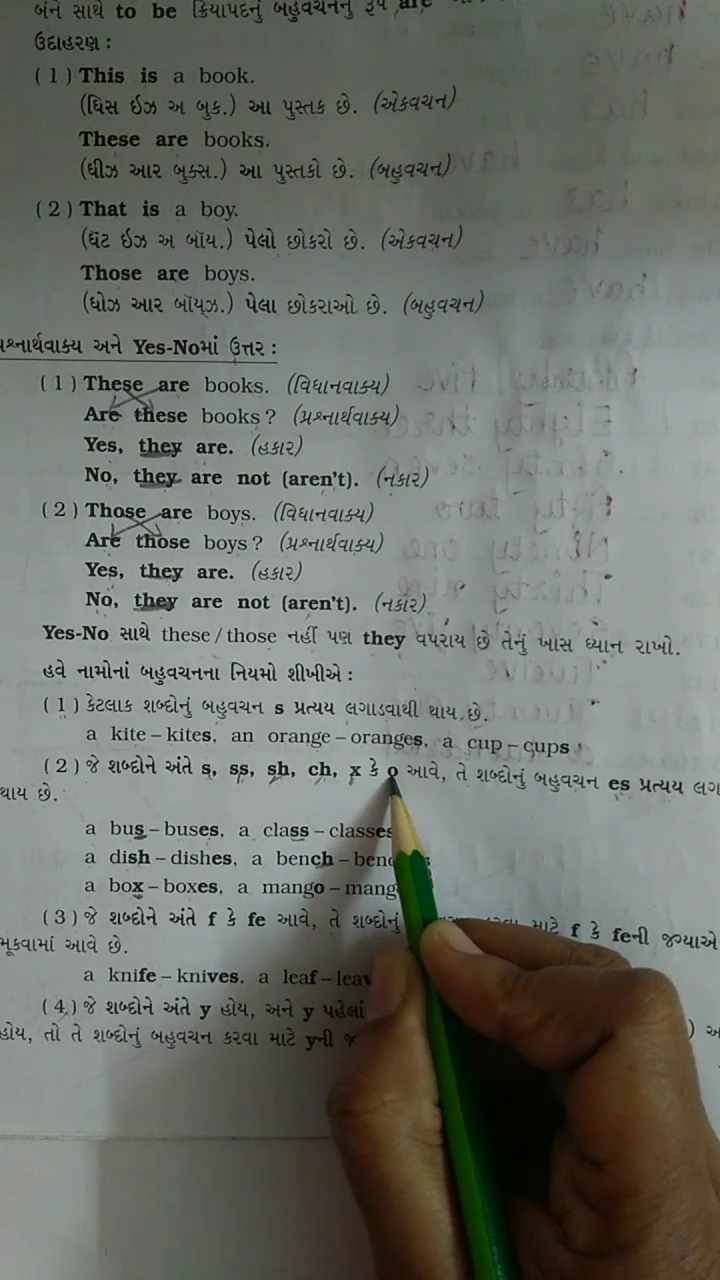 બંને સાથે to be ક્રિયાપદનું બહુવચનનું રૂપ are
ઉદાહરણ :
( 1 ) This is a book.
(ધિસ ઇઝ અ બુક.) આ પુસ્તક છે. (એકવચન)
These are books.
(ધીઝ આર બુક્સ.) આ પુસ્તકો છે. (બહુવચન)
( 2 ) That is a boy.
(ધૅટ ઇઝ અ બૉય.) પેલો છોકરો છે. (એકવચન)
Those are boys.
(ધોઝ આર બૉય્ઝ.) પેલા છોકરાઓ છે. (બહુવચન)
પ્રશ્નાર્થવાક્ય અને Yes-Noમાં ઉત્તર :
( 1 ) These are books. (વિધાનવાક્ય)
Are these books ? (પ્રશ્નાર્થવાક્ય)
Yes, they are. (હકાર)
No, they are not (aren't). (નકાર)
( 2 ) Those are boys. (વિધાનવાક્ય)
Are those boys ? (પ્રશ્નાર્થવાક્ય)
Yes, they are. (હકાર)
No, they are not (aren't). (નકાર)
Yes-No સાથે these / those નહીં પણ they વપરાય છે તેનું ખાસ ધ્યાન રાખો.
હવે નામોનાં બહુવચનના નિયમો શીખીએ :
( 1 ) કેટલાક શબ્દોનું બહુવચન s પ્રત્યય લગાડવાથી થાય છે.
a kite – kites, an orange – oranges, a cup – cups
( 2 ) જે શબ્દોને અંતે s, ss, sh, ch, x કે o આવે, તે શબ્દોનું બહુવચન es પ્રત્યય લગ
થાય છે.
a bus – buses, a class – classes
a dish – dishes, a bench – benc
a box – boxes, a mango – mang
( 3 ) જે શબ્દોને અંતે f કે fe આવે, તે શબ્દોનું કરવા માટે f કે feની જગ્યાએ
મૂકવામાં આવે છે.
a knife – knives, a leaf – leav
( 4 ) જે શબ્દોને અંતે y હોય, અને y પહેલાં
હોય, તો તે શબ્દોનું બહુવચન કરવા માટે yની જ